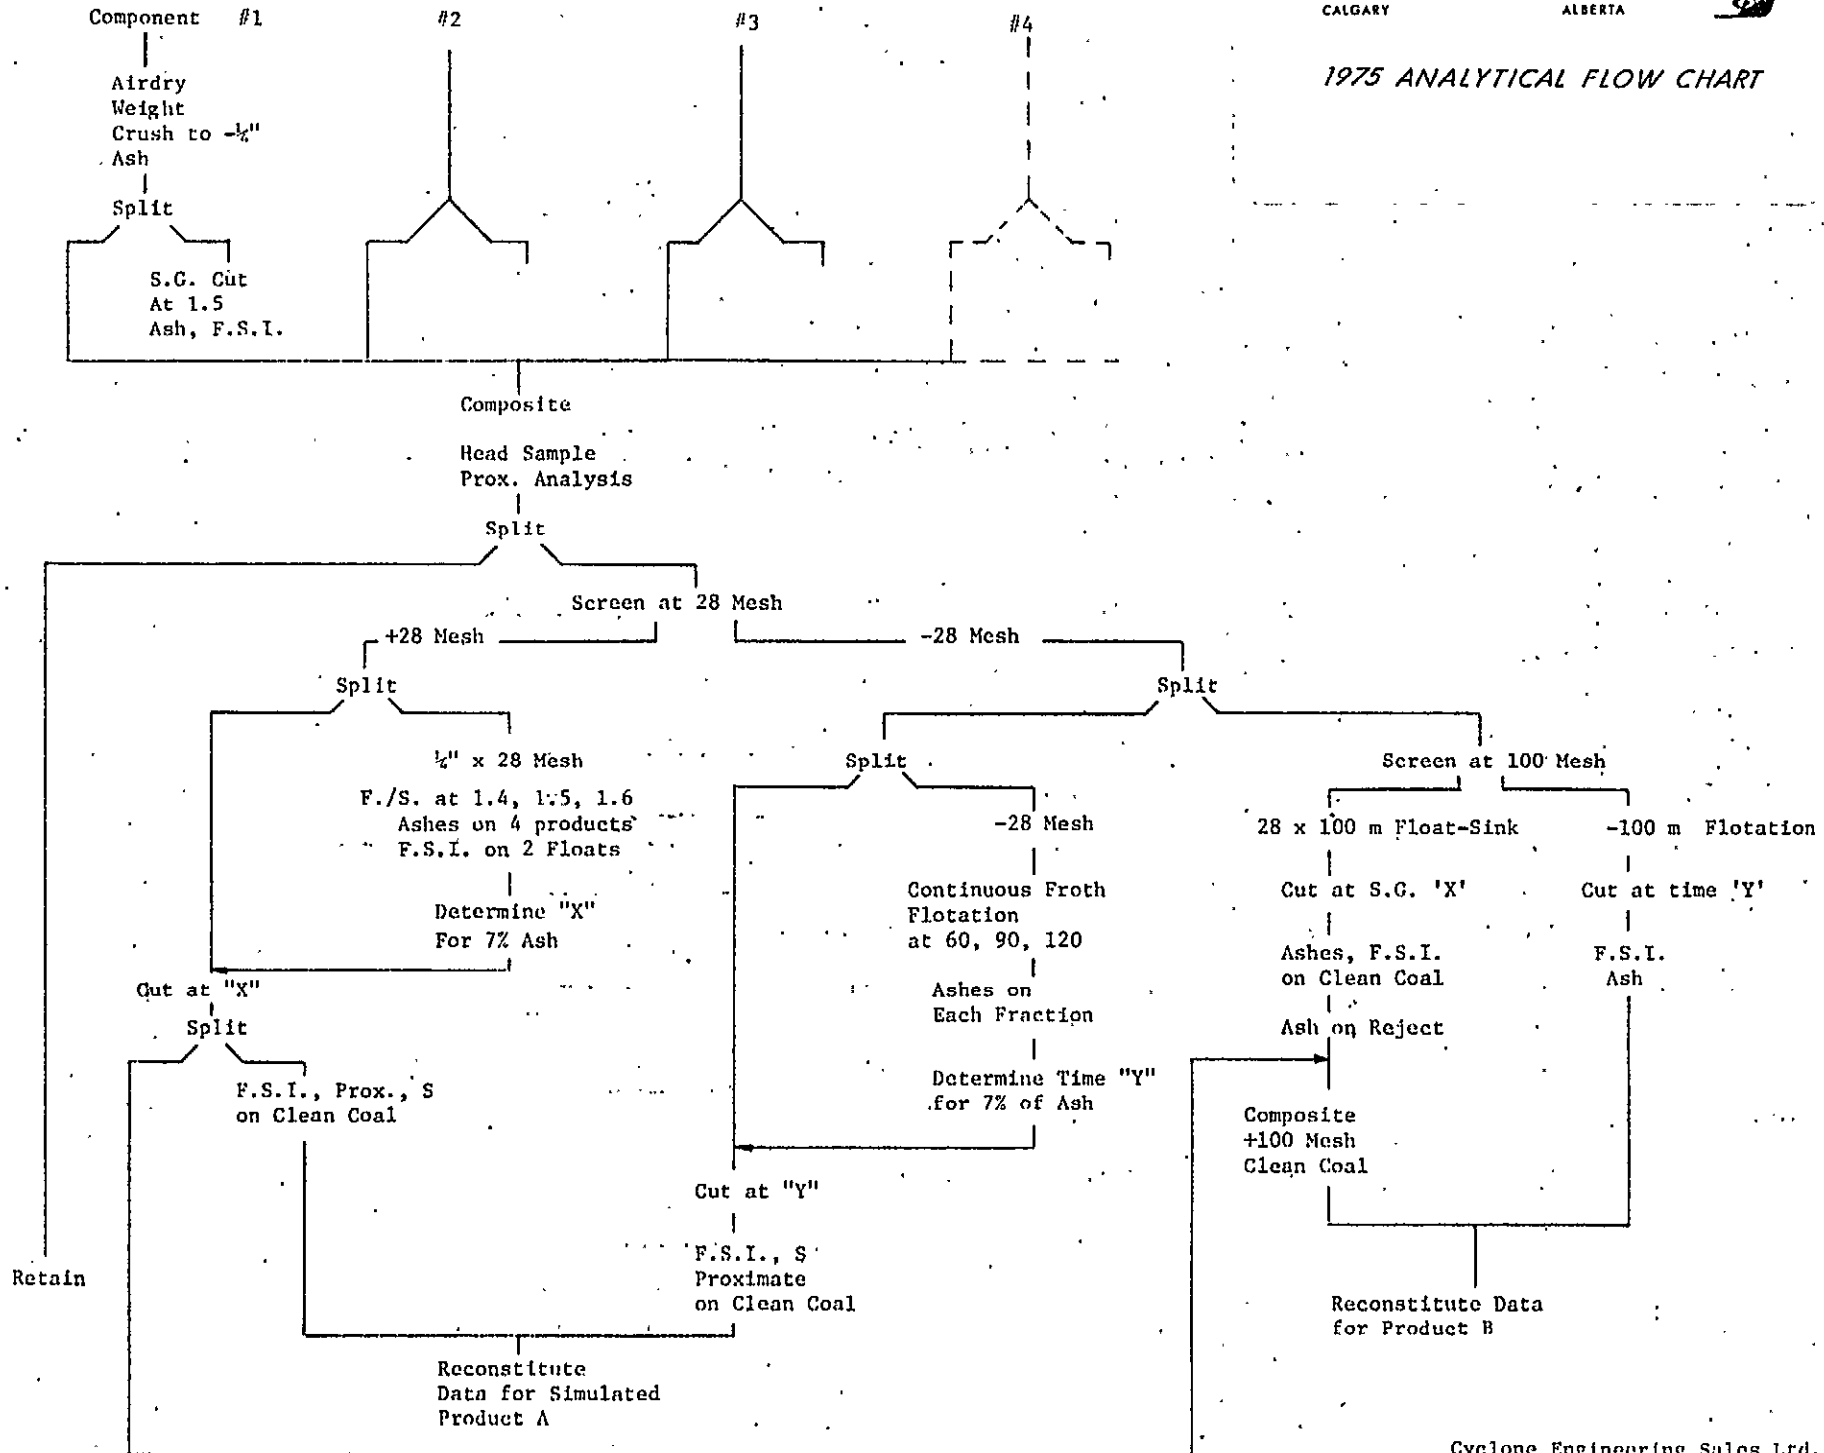 Component #1 #2 #3 #4
CALGARY ALBERTA
1975 ANALYTICAL FLOW CHART
Airdry
Weight
Crush to -¼"
Ash
Split
S.G. Cut
At 1.5
Ash, F.S.I.
Composite
Head Sample
Prox. Analysis
Split
Screen at 28 Mesh
+28 Mesh
-28 Mesh
Split
Split
¼" x 28 Mesh
F./S. at 1.4, 1.5, 1.6
Ashes on 4 products
F.S.I. on 2 Floats
Determine "X"
For 7% Ash
Cut at "X"
Split
F.S.I., Prox., S
on Clean Coal
Split
-28 Mesh
Continuous Froth
Flotation
at 60, 90, 120
Ashes on
Each Fraction
Determine Time "Y"
for 7% of Ash
Cut at "Y"
F.S.I., S
Proximate
on Clean Coal
Screen at 100 Mesh
28 x 100 m Float-Sink
-100 m Flotation
Cut at S.G. 'X'
Cut at time 'Y'
Ashes, F.S.I.
on Clean Coal
F.S.I.
Ash
Ash on Reject
Composite
+100 Mesh
Clean Coal
Retain
Reconstitute Data
for Product B
Reconstitute
Data for Simulated
Product A
Cyclone Engineering Sales Ltd.